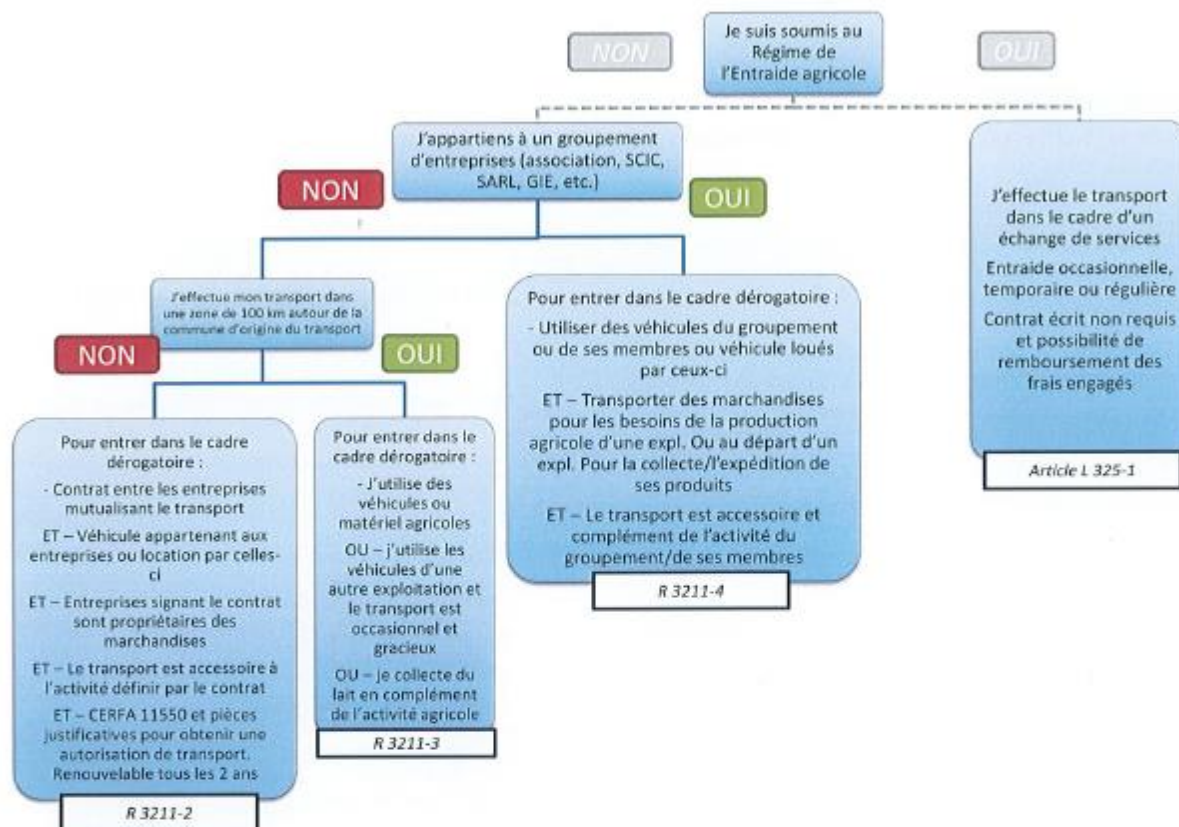 Je suis soumis au
Régime de
l'Entraide agricole
NON
OUI
J'appartiens à un groupement
d'entreprises (association, SCIC,
SARL, GIE, etc.)
NON
OUI
J'effectue le transport
dans le cadre d'un
échange de services
Entraide occasionnelle,
temporaire ou régulière
Contrat écrit non requis
et possibilité de
remboursement des
frais engagés
Article L 325-1
J'effectue mon transport dans
une zone de 100 km autour de la
commune d'origine du transport
NON
OUI
Pour entrer dans le cadre dérogatoire :
- Utiliser des véhicules du groupement
ou de ses membres ou véhicule loués
par ceux-ci
ET – Transporter des marchandises
pour les besoins de la production
agricole d'une expl. Ou au départ d'un
expl. Pour la collecte/l'expédition de
ses produits
ET – Le transport est accessoire et
complément de l'activité du
groupement/de ses membres
R 3211-4
Pour entrer dans le cadre
dérogatoire :
- Contrat entre les entreprises
mutualisant le transport
ET – Véhicule appartenant aux
entreprises ou location par celles-
ci
ET – Entreprises signant le contrat
sont propriétaires des
marchandises
ET – Le transport est accessoire à
l'activité définir par le contrat
ET – CERFA 11550 et pièces
justificatives pour obtenir une
autorisation de transport.
Renouvelable tous les 2 ans
R 3211-2
Pour entrer dans le
cadre dérogatoire :
- J'utilise des
véhicules ou
matériel agricoles
OU – j'utilise les
véhicules d'une
autre exploitation et
le transport est
occasionnel et
gracieux
OU – je collecte du
lait en complément
de l'activité agricole
R 3211-3